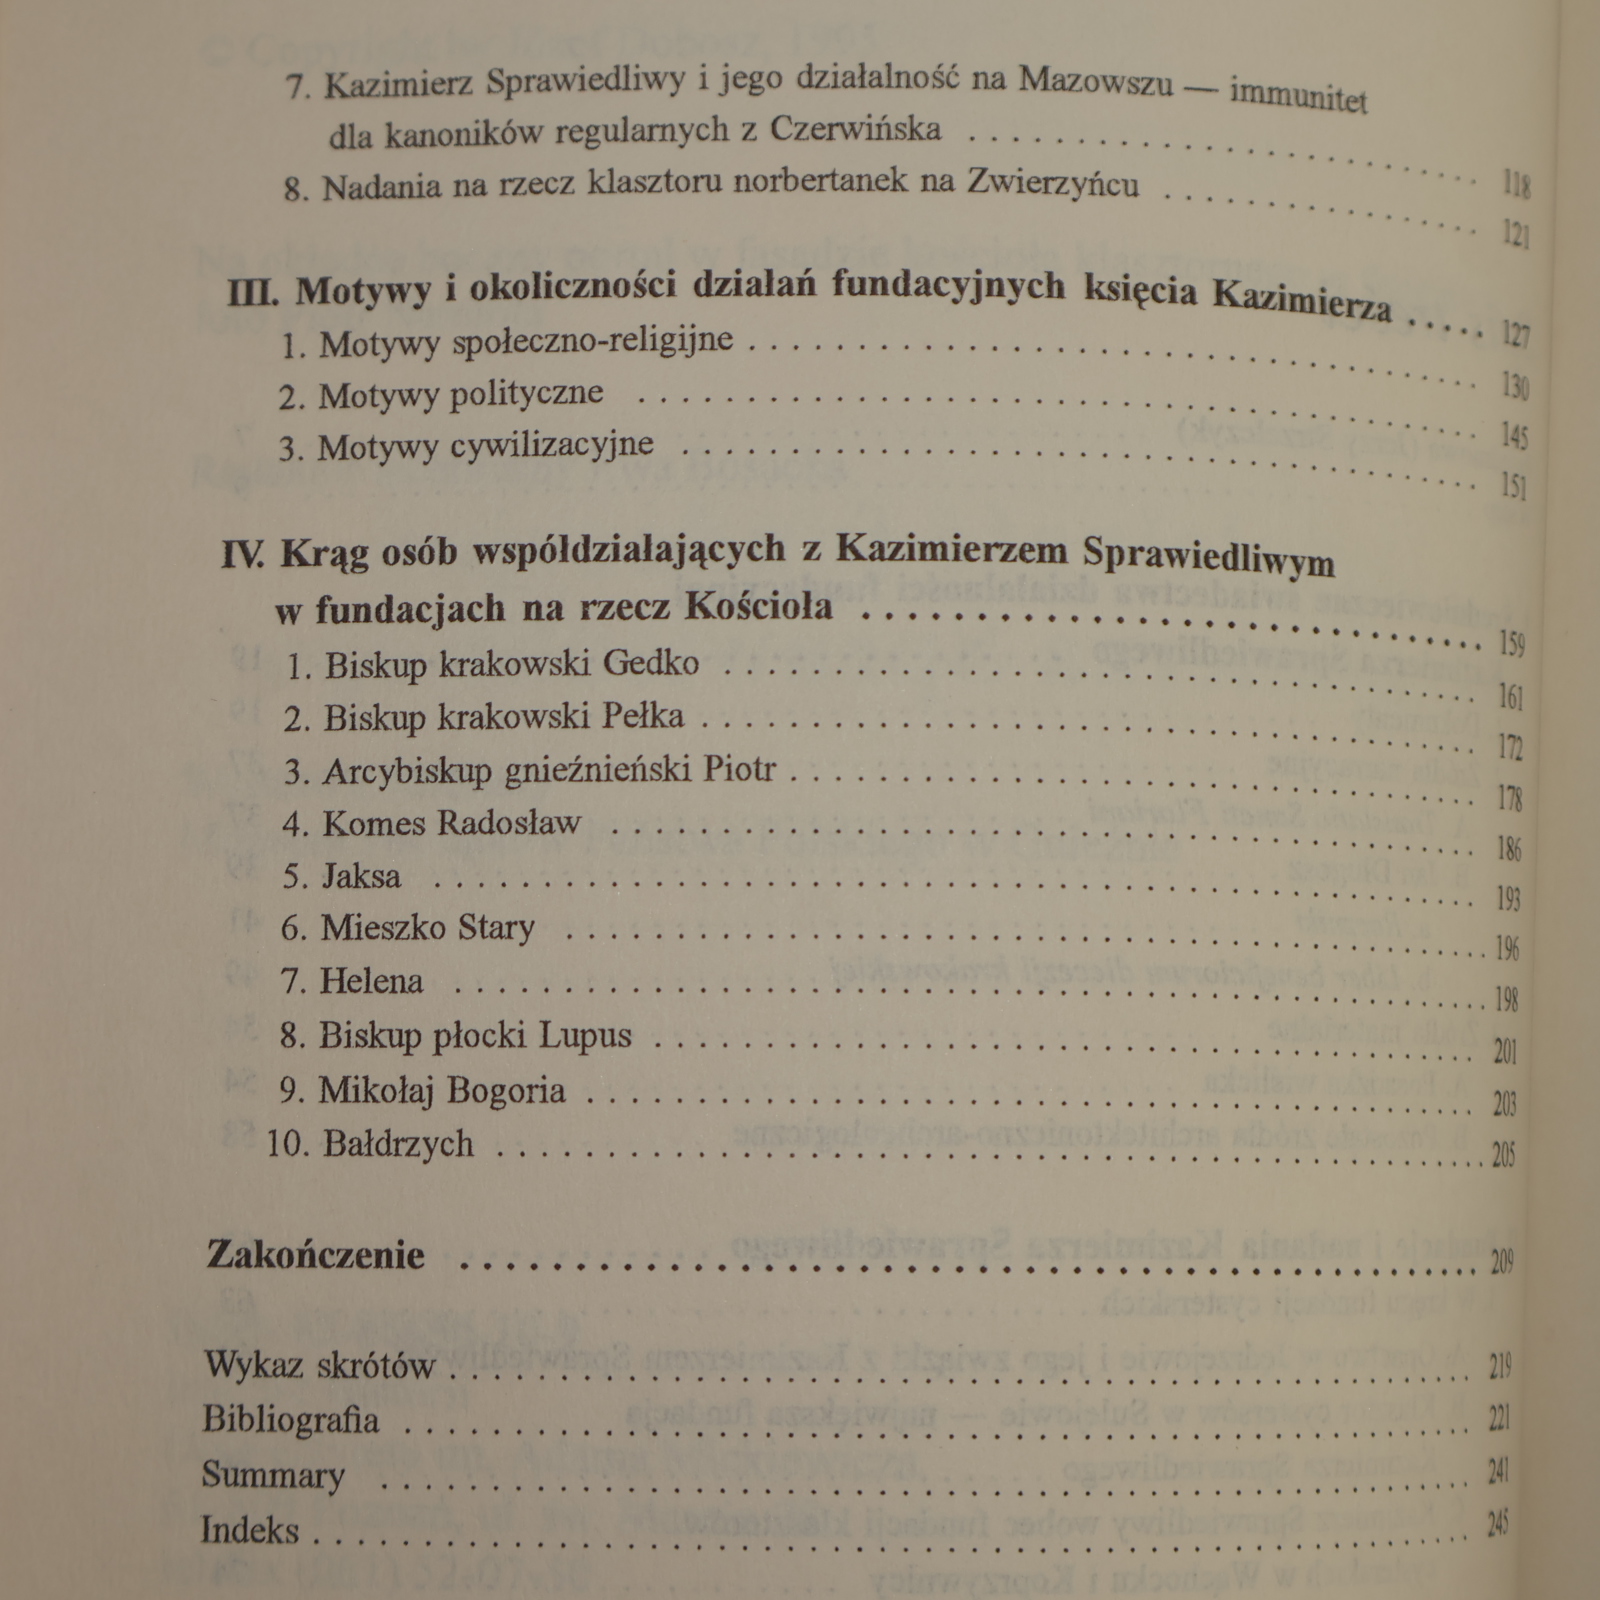 7. Kazimierz Sprawiedliwy i jego działalność na Mazowszu — immunitet
dla kanoników regularnych z Czerwińska . . . . . . . . . . . . . . . . . . . . . . . . . . . 118
8. Nadania na rzecz klasztoru norbertanek na Zwierzyńcu . . . . . . . . . . . . . . . . 121
III. Motywy i okoliczności działań fundacyjnych księcia Kazimierza . . . . . 127
1. Motywy społeczno-religijne . . . . . . . . . . . . . . . . . . . . . . . . . . . . . . . . . . 130
2. Motywy polityczne . . . . . . . . . . . . . . . . . . . . . . . . . . . . . . . . . . . . . . . 145
3. Motywy cywilizacyjne . . . . . . . . . . . . . . . . . . . . . . . . . . . . . . . . . . . . . 151
IV. Krąg osób współdziałających z Kazimierzem Sprawiedliwym
w fundacjach na rzecz Kościoła . . . . . . . . . . . . . . . . . . . . . . . . . . . . 159
1. Biskup krakowski Gedko . . . . . . . . . . . . . . . . . . . . . . . . . . . . . . . . . . . 161
2. Biskup krakowski Pełka . . . . . . . . . . . . . . . . . . . . . . . . . . . . . . . . . . . . 172
3. Arcybiskup gnieźnieński Piotr . . . . . . . . . . . . . . . . . . . . . . . . . . . . . . . . 178
4. Komes Radosław . . . . . . . . . . . . . . . . . . . . . . . . . . . . . . . . . . . . . . . . 186
5. Jaksa . . . . . . . . . . . . . . . . . . . . . . . . . . . . . . . . . . . . . . . . . . . . . . . . 193
6. Mieszko Stary . . . . . . . . . . . . . . . . . . . . . . . . . . . . . . . . . . . . . . . . . . 196
7. Helena . . . . . . . . . . . . . . . . . . . . . . . . . . . . . . . . . . . . . . . . . . . . . . . 198
8. Biskup płocki Lupus . . . . . . . . . . . . . . . . . . . . . . . . . . . . . . . . . . . . . . 201
9. Mikołaj Bogoria . . . . . . . . . . . . . . . . . . . . . . . . . . . . . . . . . . . . . . . . . 203
10. Bałdrzych . . . . . . . . . . . . . . . . . . . . . . . . . . . . . . . . . . . . . . . . . . . . . 205
Zakończenie . . . . . . . . . . . . . . . . . . . . . . . . . . . . . . . . . . . . . . . . . . . . . 209
Wykaz skrótów . . . . . . . . . . . . . . . . . . . . . . . . . . . . . . . . . . . . . . . . . . . . 219
Bibliografia . . . . . . . . . . . . . . . . . . . . . . . . . . . . . . . . . . . . . . . . . . . . . . 221
Summary . . . . . . . . . . . . . . . . . . . . . . . . . . . . . . . . . . . . . . . . . . . . . . . . 241
Indeks . . . . . . . . . . . . . . . . . . . . . . . . . . . . . . . . . . . . . . . . . . . . . . . . . . 245